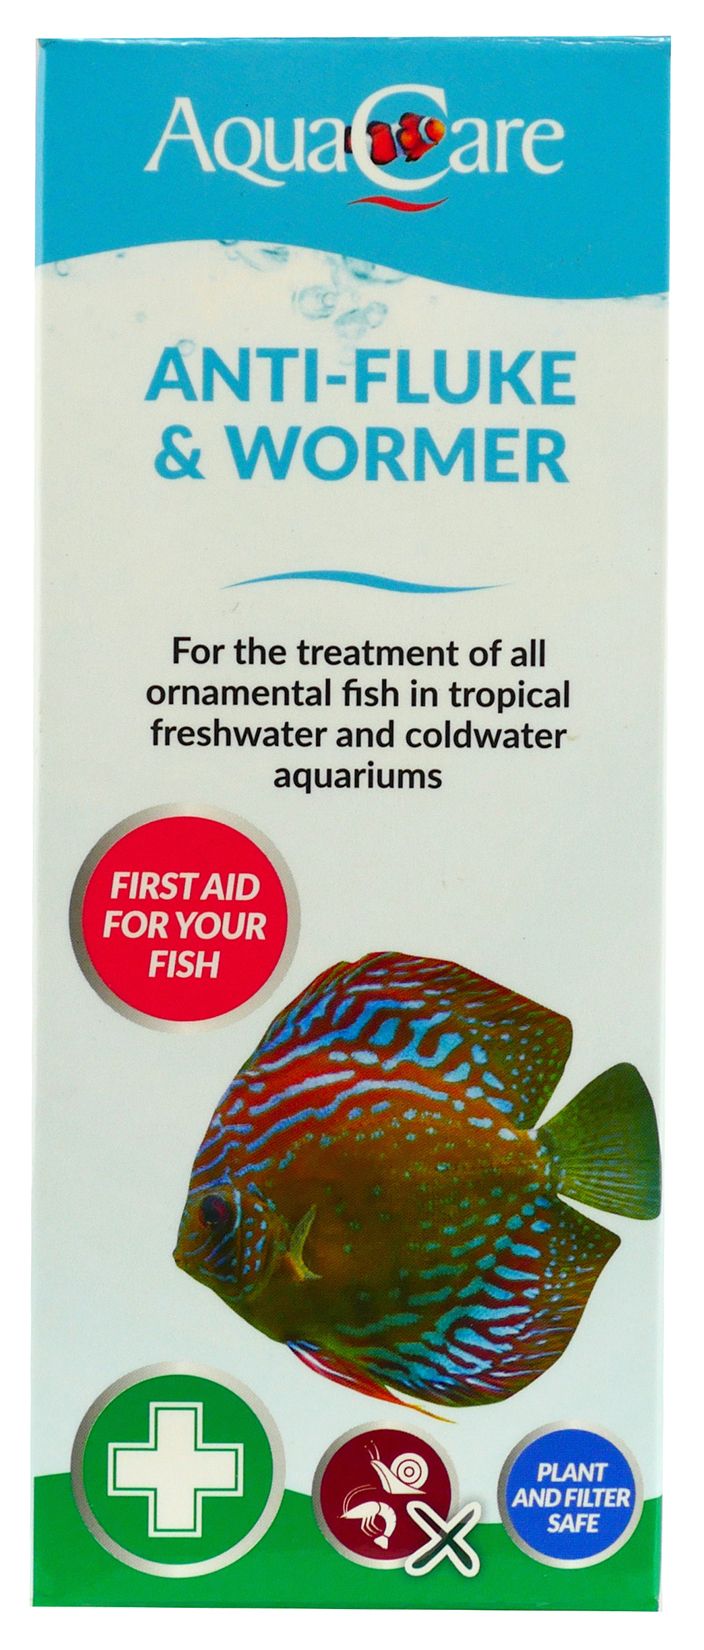 AquaCare
ANTI-FLUKE
& WORMER
For the treatment of all
ornamental fish in tropical
freshwater and coldwater
aquariums
FIRST AID
FOR YOUR
FISH
PLANT
AND FILTER
SAFE